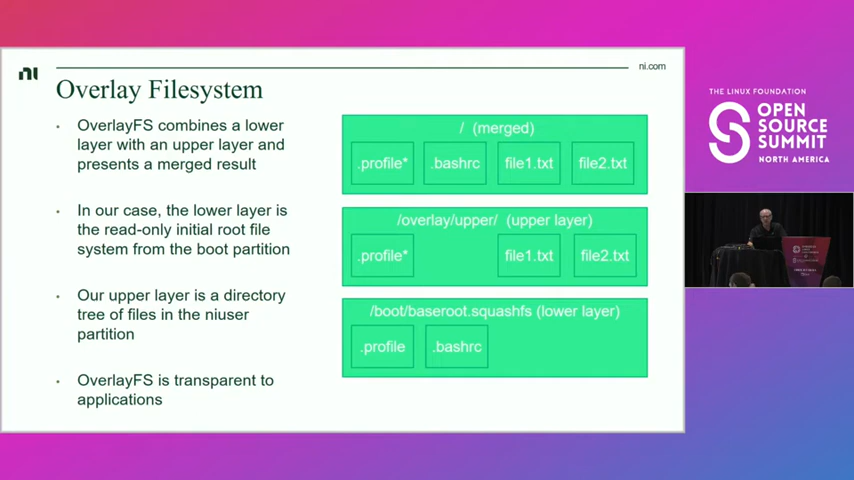 ni
ni.com
Overlay Filesystem
OverlayFS combines a lower
layer with an upper layer and
presents a merged result
In our case, the lower layer is
the read-only initial root file
system from the boot partition
Our upper layer is a directory
tree of files in the niuser
partition
OverlayFS is transparent to
applications
/ (merged)
.profile* .bashrc file1.txt file2.txt
/overlay/upper/ (upper layer)
.profile* file1.txt file2.txt
/boot/baseroot.squashfs (lower layer)
.profile .bashrc
THE LINUX FOUNDATION
OPEN
SOURCE
SUMMIT
NORTH AMERICA